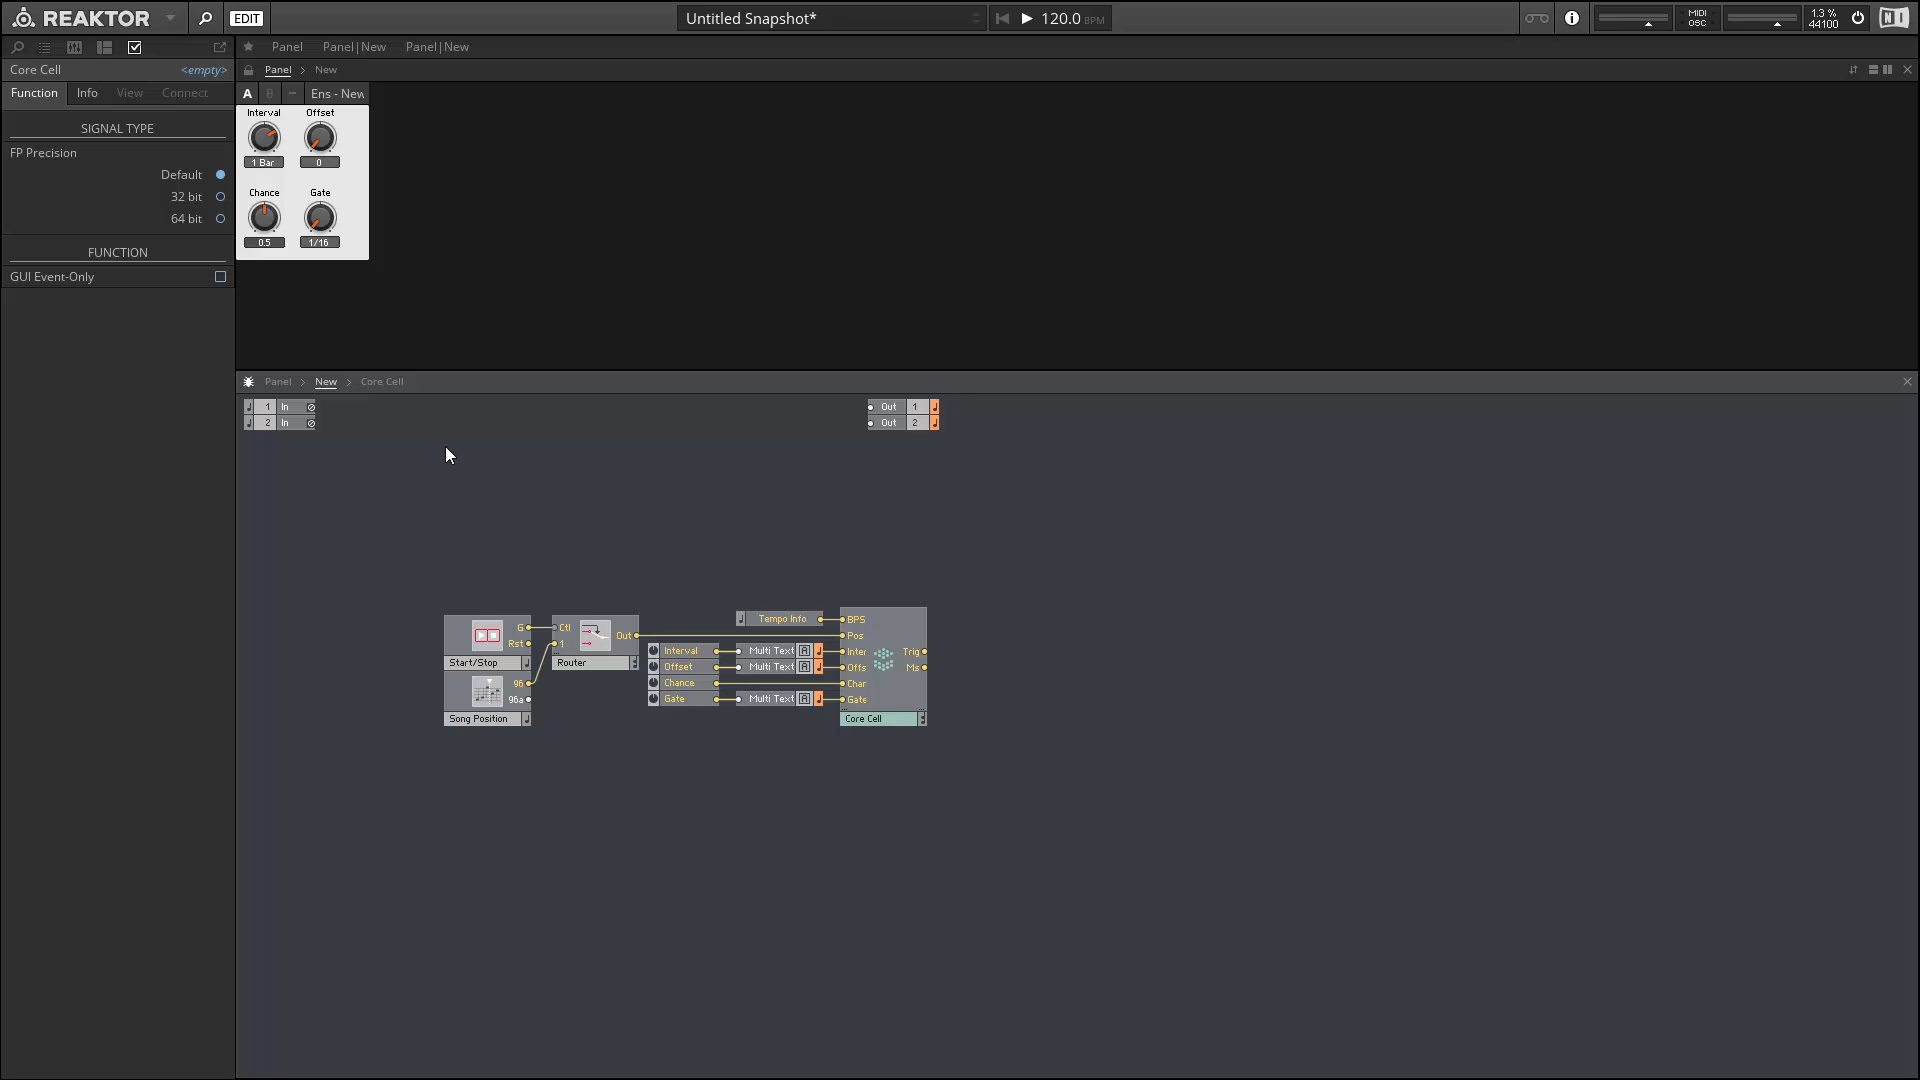 REAKTOR EDIT Untitled Snapshot* 120.0 BPM MIDI OSC 1.3 % 44100
Panel Panel|New Panel|New
Core Cell <empty> Panel > New
Function Info View Connect A B Ens - New
SIGNAL TYPE
FP Precision
Default
32 bit
64 bit
FUNCTION
GUI Event-Only
Interval Offset
1 Bar 0
Chance Gate
0.5 1/16
Panel > New > Core Cell
1 In Out 1
2 In Out 2
Tempo Info BPS
G Ctl Out Pos
Rst 1
Interval Multi Text A Inter Trig
Start/Stop Router Offset Multi Text A Offs Ms
96 Chance Char
96a Gate Multi Text A Gate
Song Position Core Cell